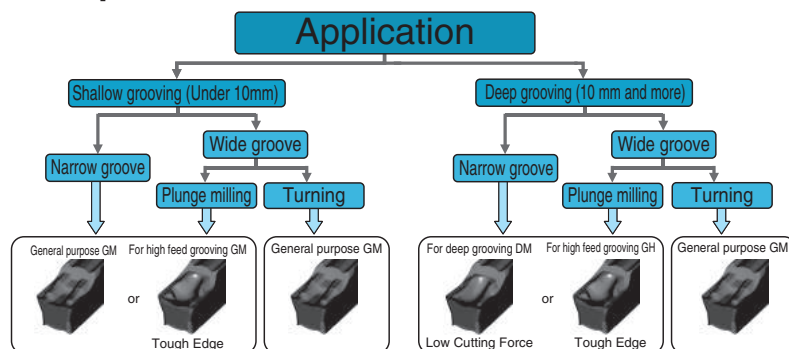 Application
Shallow grooving (Under 10mm)
Deep grooving (10 mm and more)
Wide groove
Wide groove
Narrow groove
Narrow groove
Plunge milling
Turning
Plunge milling
Turning
General purpose GM
For high feed grooving GM
General purpose GM
For deep grooving DM
For high feed grooving GH
General purpose GM
or
or
Tough Edge
Low Cutting Force
Tough Edge